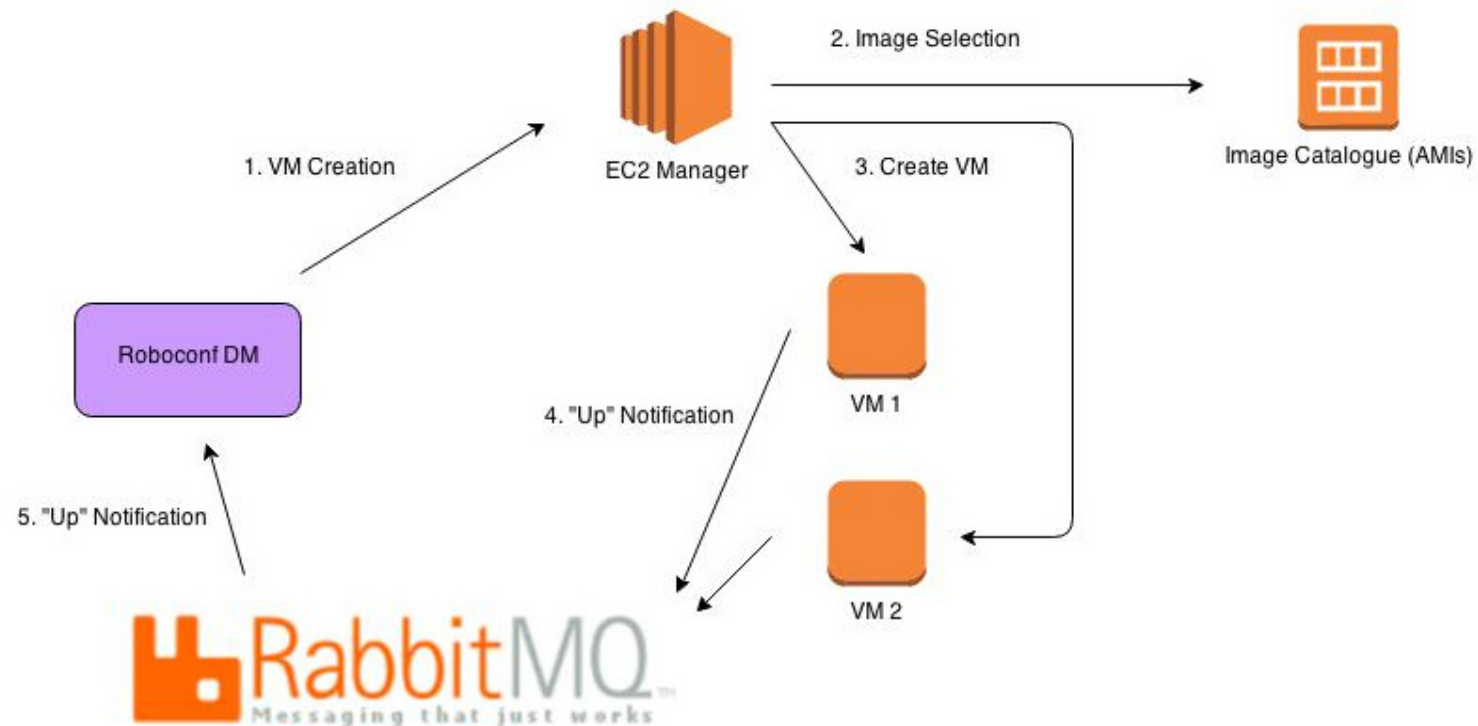 2. Image Selection
1. VM Creation
EC2 Manager
3. Create VM
Image Catalogue (AMIs)
Roboconf DM
VM 1
4. "Up" Notification
5. "Up" Notification
VM 2
RabbitMQ
Messaging that just works